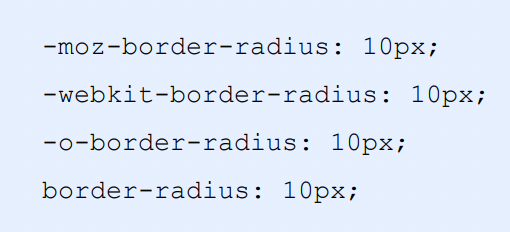 -moz-border-radius: 10px;
-webkit-border-radius: 10px;
-o-border-radius: 10px;
border-radius: 10px;